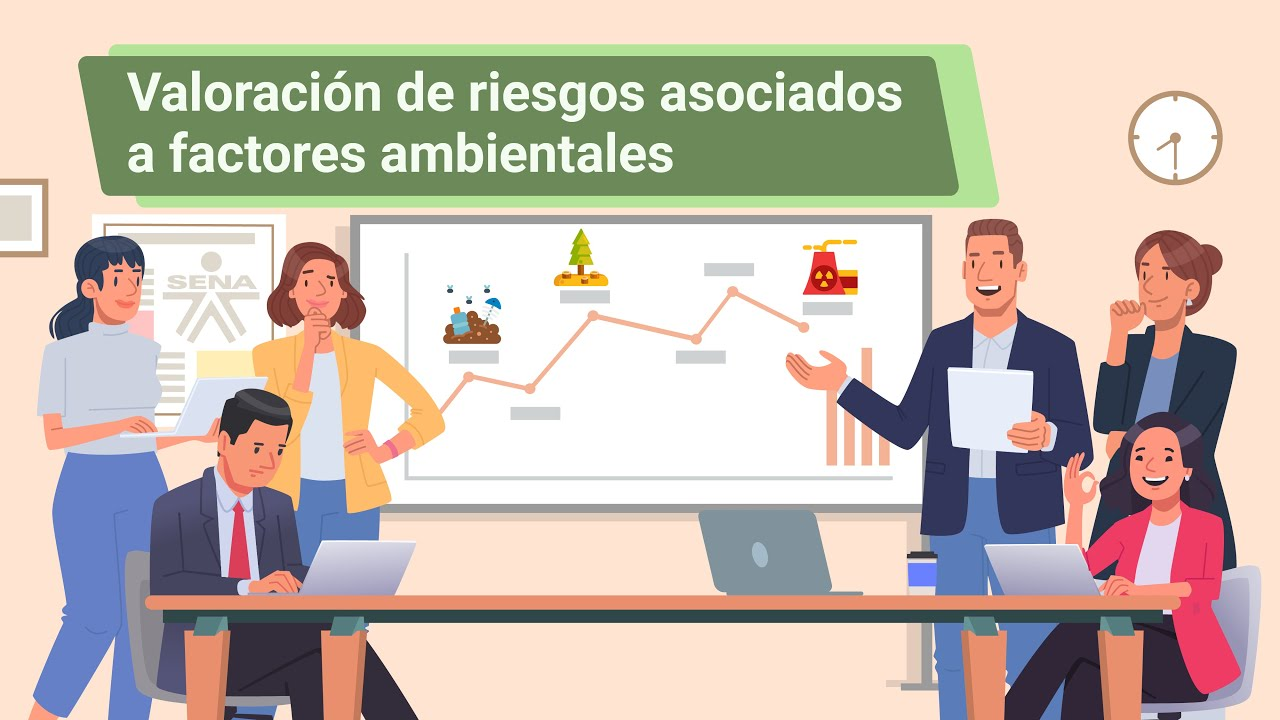 Valoración de riesgos asociados
a factores ambientales
SENA